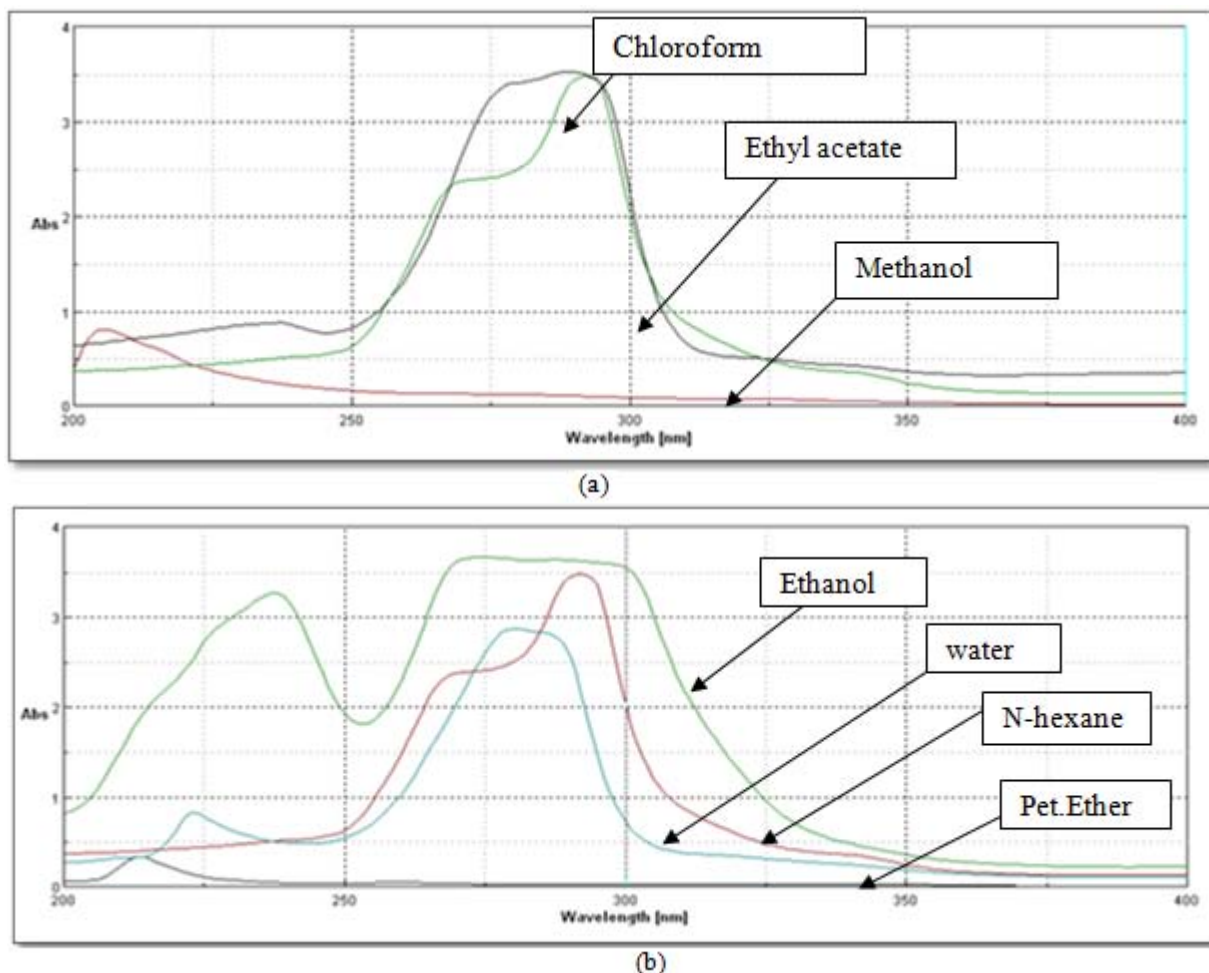 4
Chloroform
3
Ethyl acetate
Abs
2
Methanol
1
0
200 250 300 350 400
Wavelength [nm]
(a)
4
Ethanol
3
water
Abs
2
N-hexane
1
Pet.Ether
0
200 250 300 350 400
Wavelength [nm]
(b)